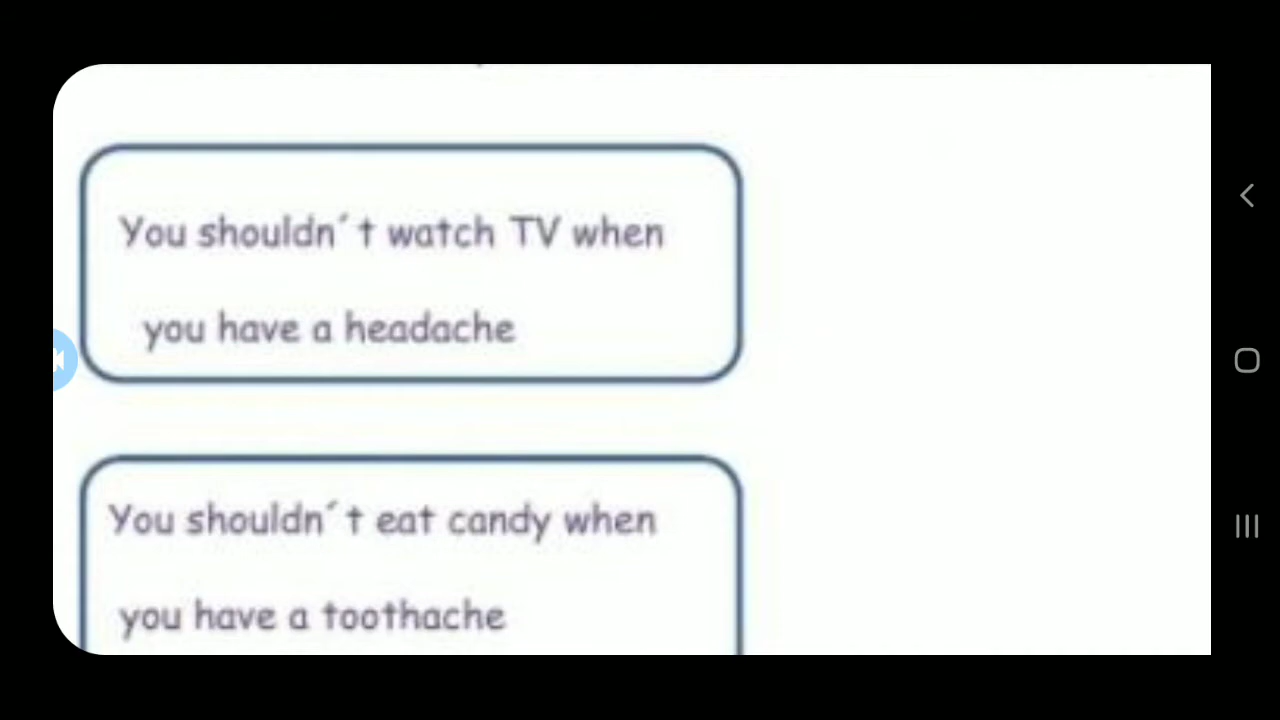 You shouldn´t watch TV when
you have a headache
You shouldn´t eat candy when
you have a toothache